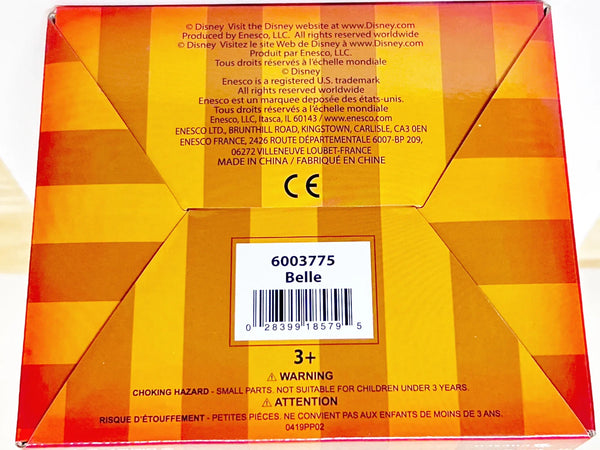 © Disney Visit the Disney website at www.Disney.com
Produced by Enesco, LLC. All rights reserved worldwide
© Disney Visitez le site Web de Disney à www.Disney.com
Produit par Enesco, LLC.
Tous droits réservés à l'échelle mondiale
© Disney
Enesco is a registered U.S. trademark
All rights reserved worldwide
Enesco est un marquee deposée des états-unis.
Tous droits réservés a l'échelle mondiale
Enesco, LLC, Itasca, IL 60143 / www.enesco.com
ENESCO LTD., BRUNTHILL ROAD, KINGSTOWN, CARLISLE, CA3 0EN
ENESCO FRANCE, 2426 ROUTE DÉPARTEMENTALE 6007-BP 209,
06272 VILLENEUVE LOUBET-FRANCE
MADE IN CHINA / FABRIQUÉ EN CHINE
CE
6003775
Belle
0 28399 18579 5
3+
⚠ WARNING
CHOKING HAZARD - SMALL PARTS. NOT SUITABLE FOR CHILDREN UNDER 3 YEARS.
⚠ ATTENTION
RISQUE D'ÉTOUFFEMENT - PETITES PIÉCES. NE CONVIENT PAS AUX ENFANTS DE MOINS DE 3 ANS.
0419PP02